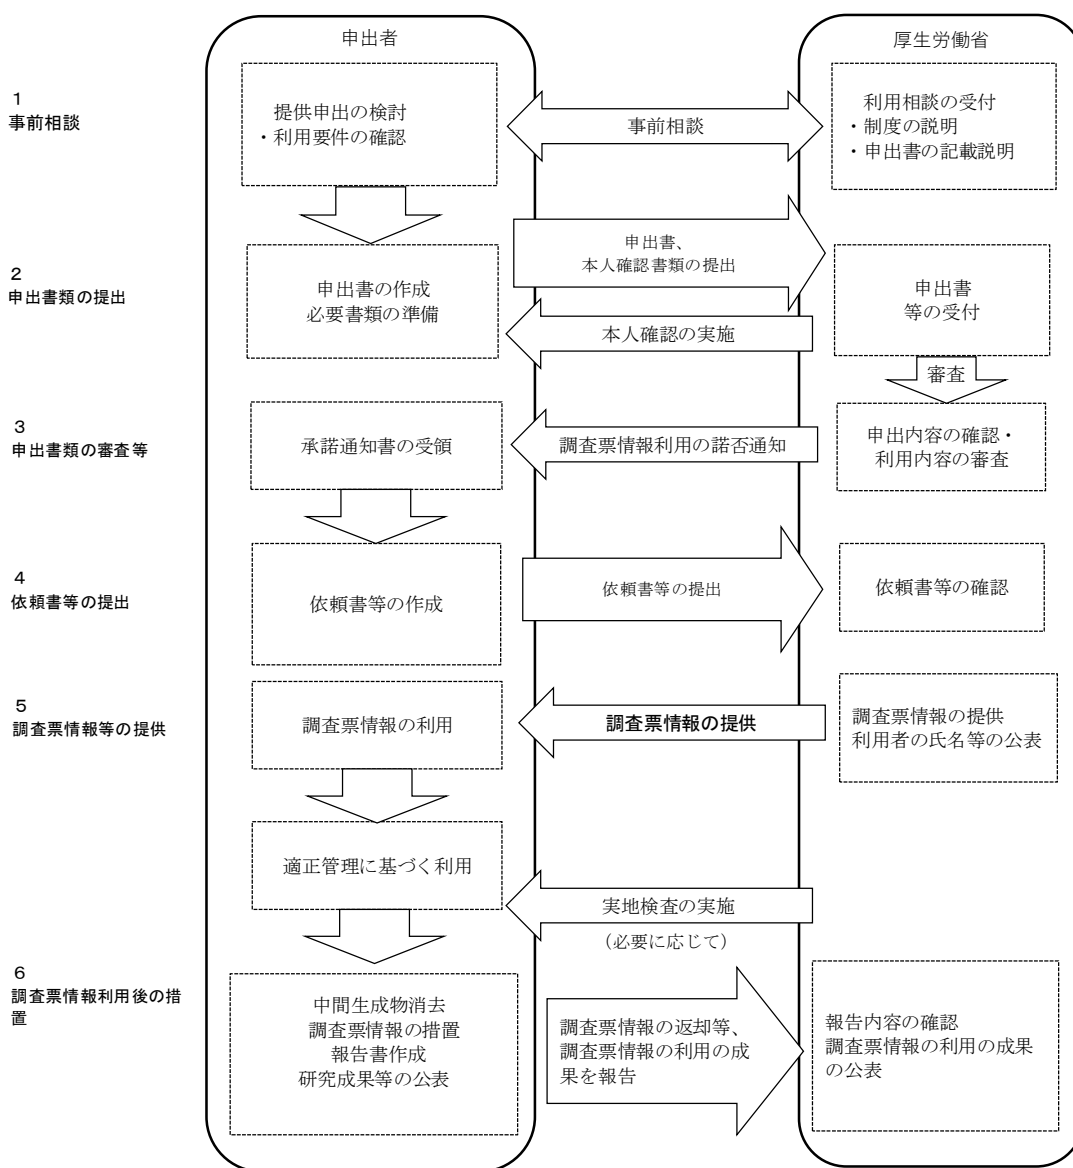 申出者
厚生労働省
1
事前相談
提供申出の検討
・利用要件の確認
事前相談
利用相談の受付
・制度の説明
・申出書の記載説明
2
申出書類の提出
申出書の作成
必要書類の準備
申出書、
本人確認書類の提出
本人確認の実施
申出書
等の受付
審査
3
申出書類の審査等
承諾通知書の受領
調査票情報利用の諾否通知
申出内容の確認・
利用内容の審査
4
依頼書等の提出
依頼書等の作成
依頼書等の提出
依頼書等の確認
5
調査票情報等の提供
調査票情報の利用
調査票情報の提供
調査票情報の提供
利用者の氏名等の公表
適正管理に基づく利用
実地検査の実施
(必要に応じて)
6
調査票情報利用後の措
置
中間生成物消去
調査票情報の措置
報告書作成
研究成果等の公表
調査票情報の返却等、
調査票情報の利用の成
果を報告
報告内容の確認
調査票情報の利用の成果
の公表